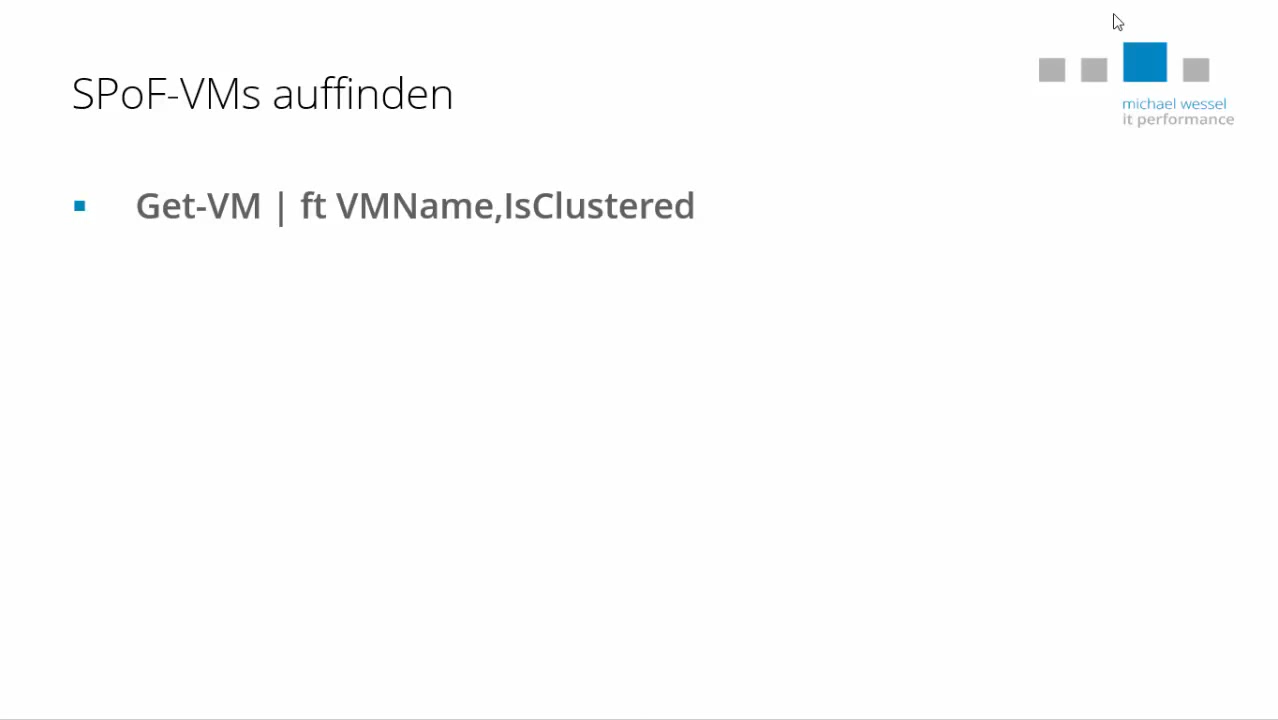 SPoF-VMs auffinden
michael wessel
it performance
Get-VM | ft VMName,IsClustered